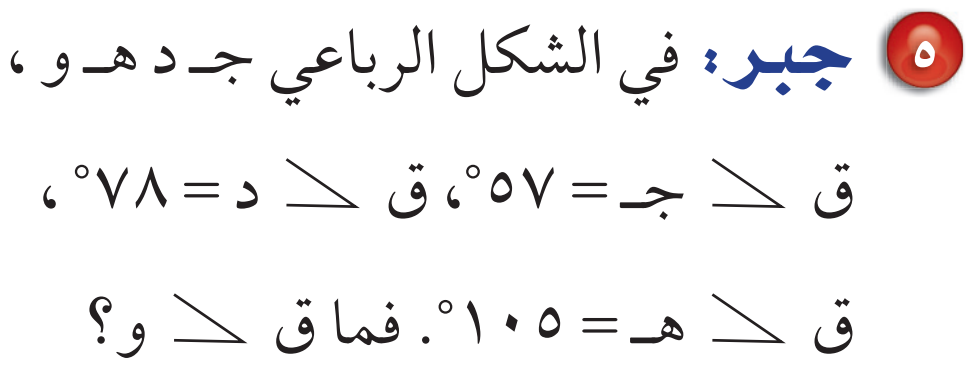 ٥ جبر: في الشكل الرباعي جـ د هـ و ،
ق ∠ جـ = ٥٧°، ق ∠ د = ٧٨° ،
ق ∠ هـ = ١٠٥°. فما ق ∠ و؟